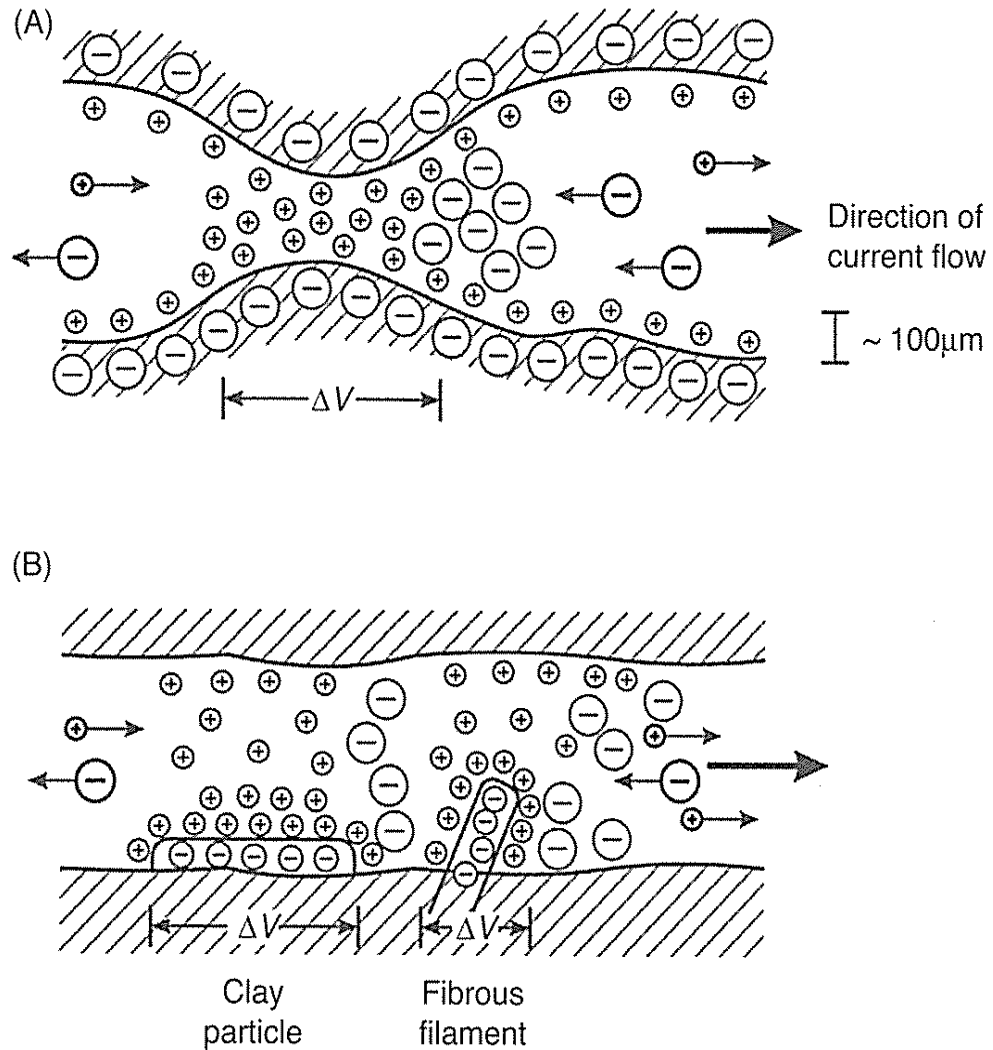 (A)
Direction of
current flow
~ 100μm
ΔV
(B)
ΔV
ΔV
Clay
particle
Fibrous
filament